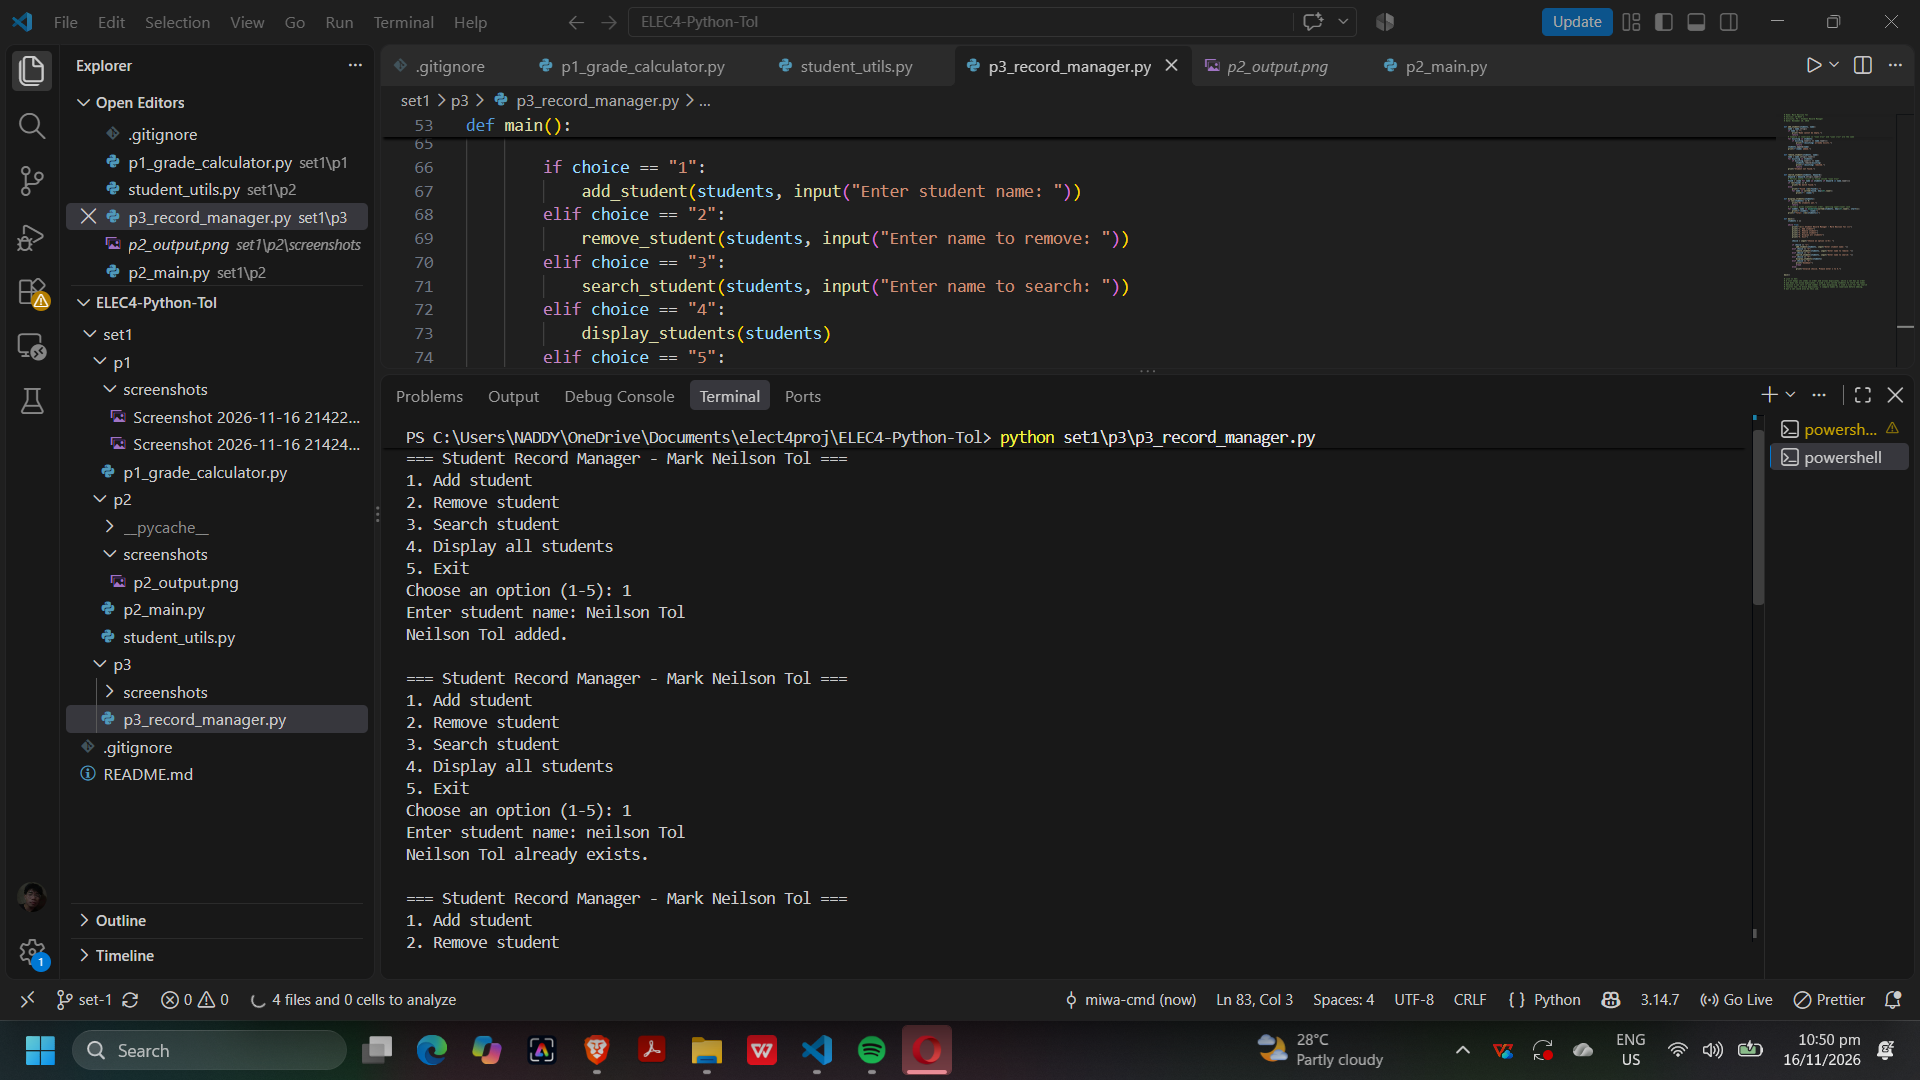 File Edit Selection View Go Run Terminal Help
ELEC4-Python-Tol
Update
Explorer
Open Editors
.gitignore
p1_grade_calculator.py set1\p1
student_utils.py set1\p2
p3_record_manager.py set1\p3
p2_output.png set1\p2\screenshots
p2_main.py set1\p2
ELEC4-Python-Tol
set1
p1
screenshots
Screenshot 2026-11-16 21422...
Screenshot 2026-11-16 21424...
p1_grade_calculator.py
p2
__pycache__
screenshots
p2_output.png
p2_main.py
student_utils.py
p3
screenshots
p3_record_manager.py
.gitignore
README.md
Outline
Timeline
1
.gitignore p1_grade_calculator.py student_utils.py p3_record_manager.py p2_output.png p2_main.py
set1 > p3 > p3_record_manager.py > ...
53 def main():
65
66 if choice == "1":
67 add_student(students, input("Enter student name: "))
68 elif choice == "2":
69 remove_student(students, input("Enter name to remove: "))
70 elif choice == "3":
71 search_student(students, input("Enter name to search: "))
72 elif choice == "4":
73 display_students(students)
74 elif choice == "5":
Problems Output Debug Console Terminal Ports
PS C:\Users\NADDY\OneDrive\Documents\elect4proj\ELEC4-Python-Tol> python set1\p3\p3_record_manager.py
=== Student Record Manager - Mark Neilson Tol ===
1. Add student
2. Remove student
3. Search student
4. Display all students
5. Exit
Choose an option (1-5): 1
Enter student name: Neilson Tol
Neilson Tol added.
=== Student Record Manager - Mark Neilson Tol ===
1. Add student
2. Remove student
3. Search student
4. Display all students
5. Exit
Choose an option (1-5): 1
Enter student name: neilson Tol
Neilson Tol already exists.
=== Student Record Manager - Mark Neilson Tol ===
1. Add student
2. Remove student
powersh...
powershell
set-1 0 0 4 files and 0 cells to analyze miwa-cmd (now) Ln 83, Col 3 Spaces: 4 UTF-8 CRLF { } Python 3.14.7 Go Live Prettier
Search
28°C
Partly cloudy
ENG
US
10:50 pm
16/11/2026